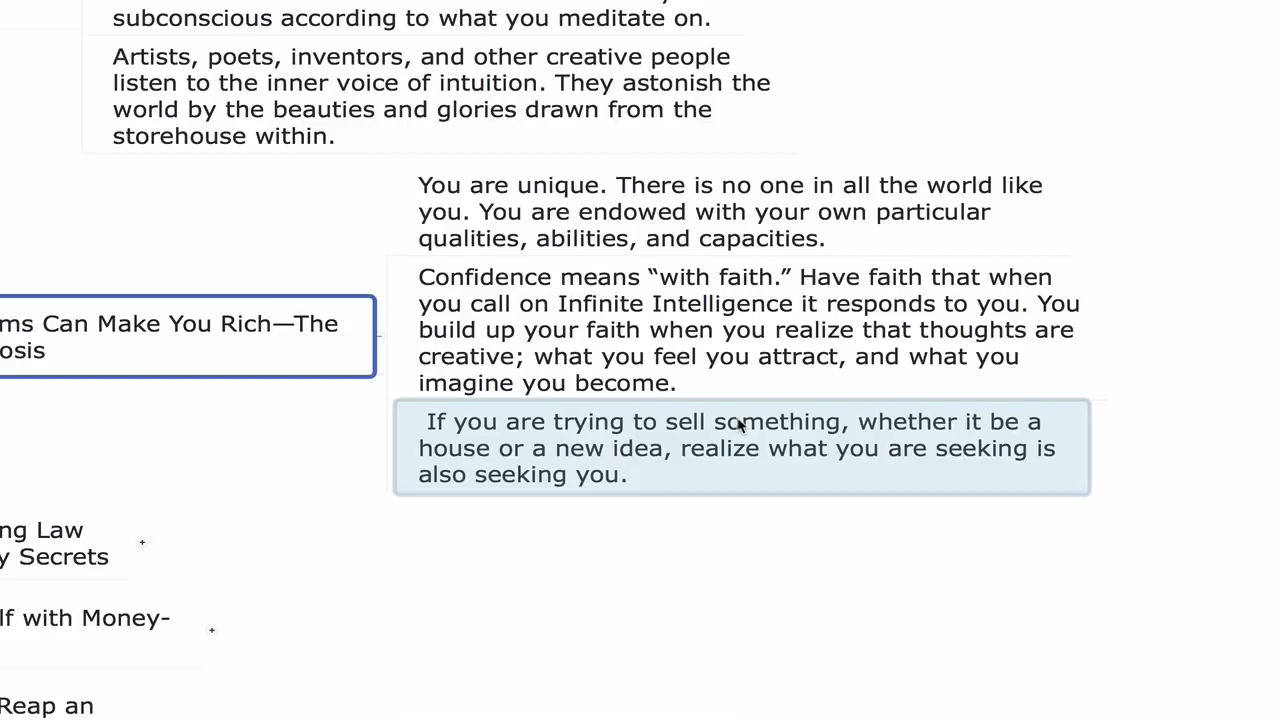 subconscious according to what you meditate on.
Artists, poets, inventors, and other creative people
listen to the inner voice of intuition. They astonish the
world by the beauties and glories drawn from the
storehouse within.
You are unique. There is no one in all the world like
you. You are endowed with your own particular
qualities, abilities, and capacities.
Confidence means “with faith.” Have faith that when
you call on Infinite Intelligence it responds to you. You
build up your faith when you realize that thoughts are
creative; what you feel you attract, and what you
imagine you become.
ms Can Make You Rich—The
osis
If you are trying to sell something, whether it be a
house or a new idea, realize what you are seeking is
also seeking you.
ng Law
y Secrets
lf with Money-
Reap an